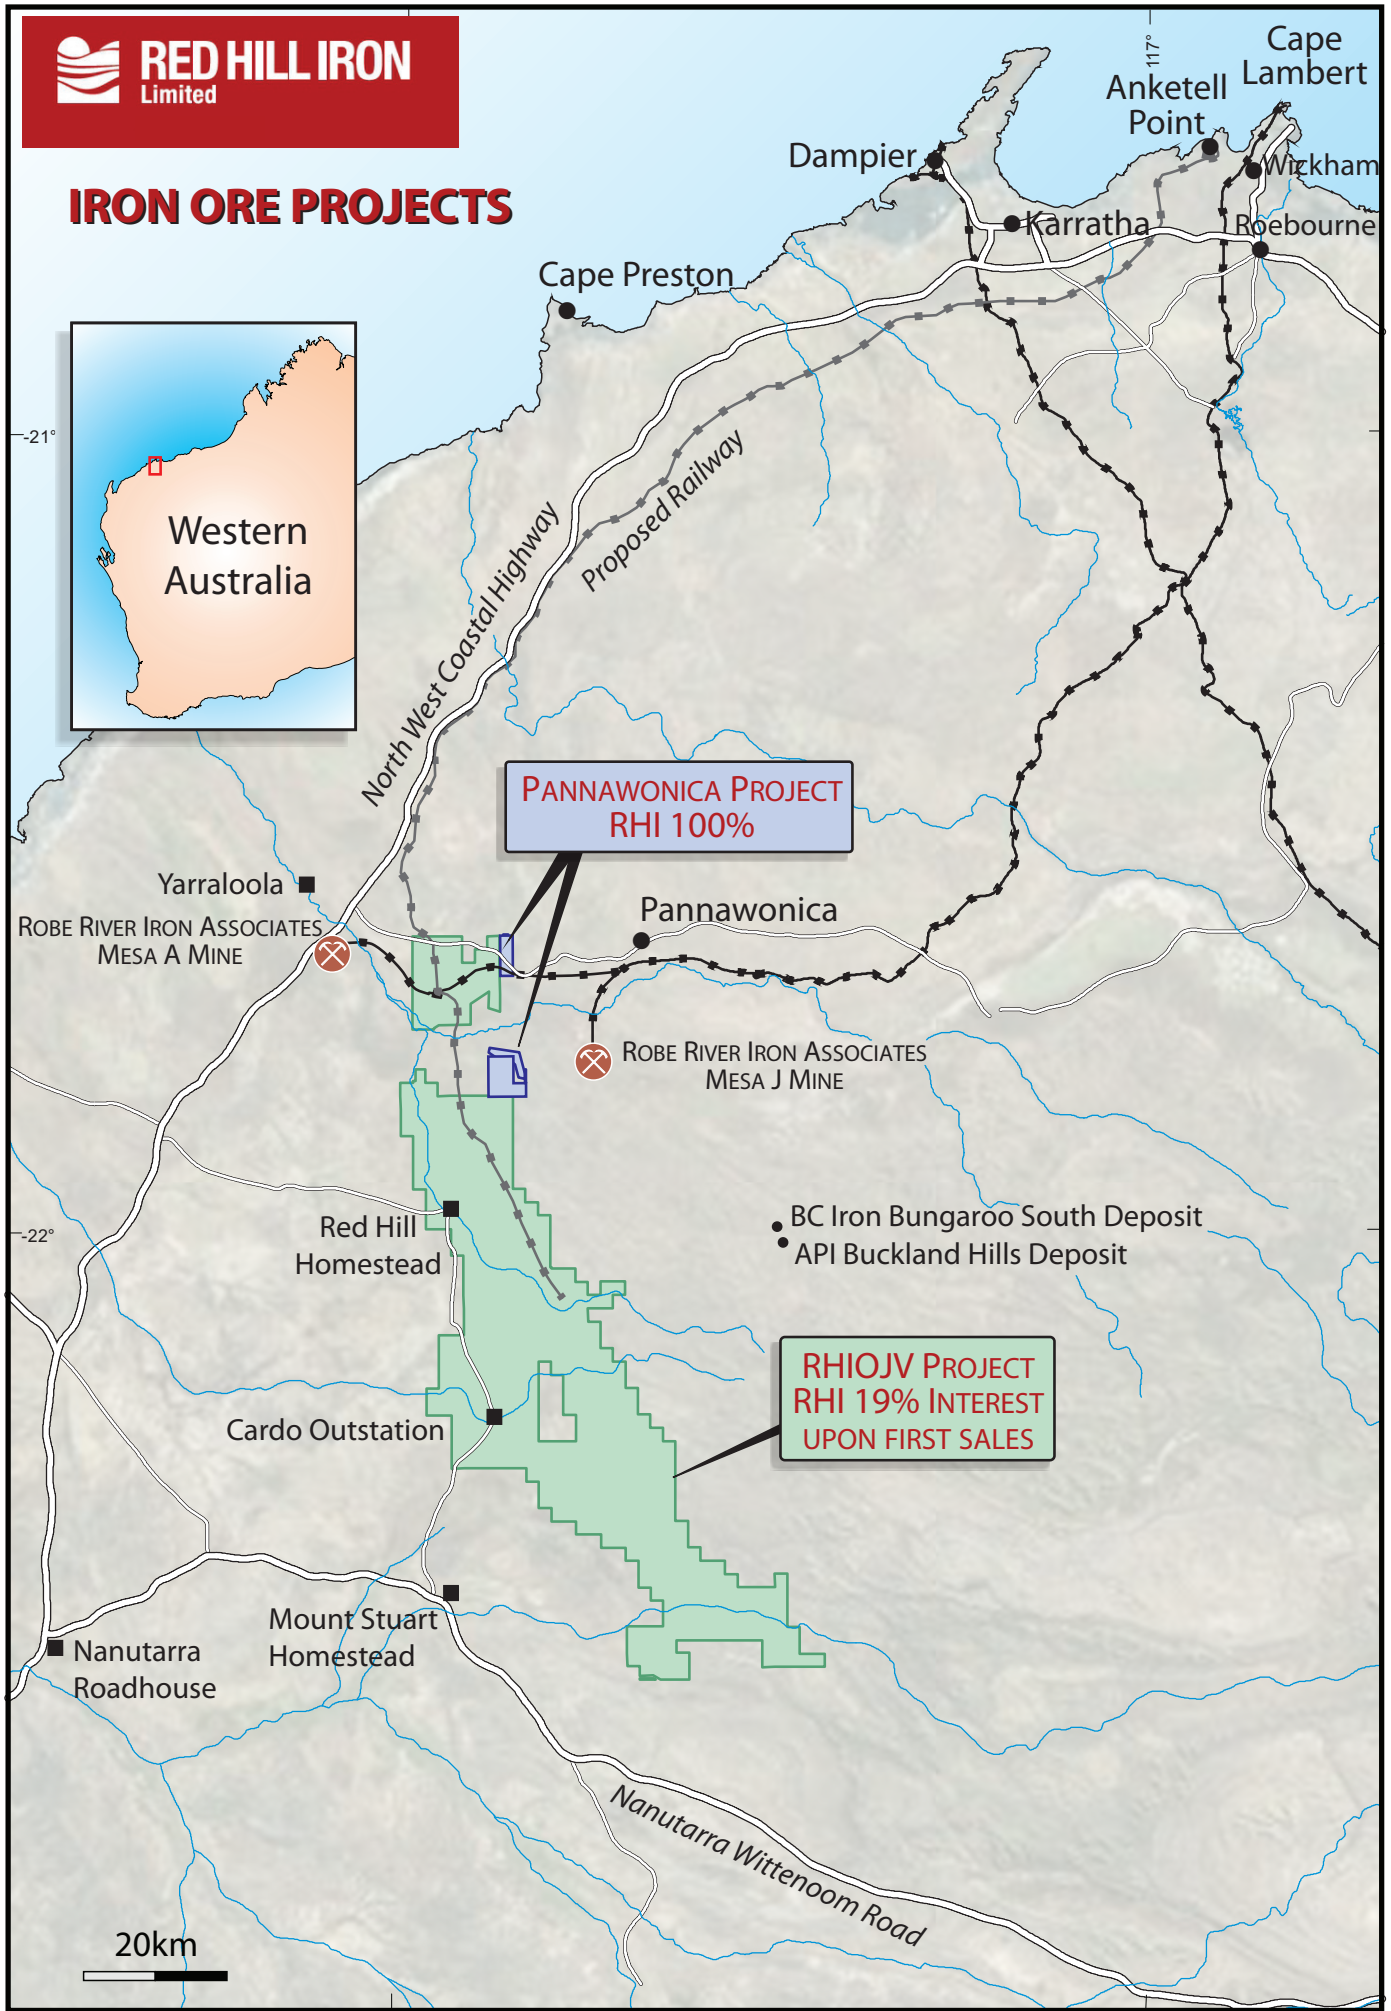 RED HILL IRON
Limited
IRON ORE PROJECTS
117°
Cape
Lambert
Anketell
Point
Dampier
Wickham
Karratha
Roebourne
Cape Preston
-21°
Western
Australia
North West Coastal Highway
Proposed Railway
PANNAWONICA PROJECT
RHI 100%
Yarraloola
Pannawonica
ROBE RIVER IRON ASSOCIATES
MESA A MINE
ROBE RIVER IRON ASSOCIATES
MESA J MINE
-22°
Red Hill
Homestead
BC Iron Bungaroo South Deposit
API Buckland Hills Deposit
RHIOJV PROJECT
RHI 19% INTEREST
UPON FIRST SALES
Cardo Outstation
Mount Stuart
Homestead
Nanutarra
Roadhouse
Nanutarra Wittenoom Road
20km